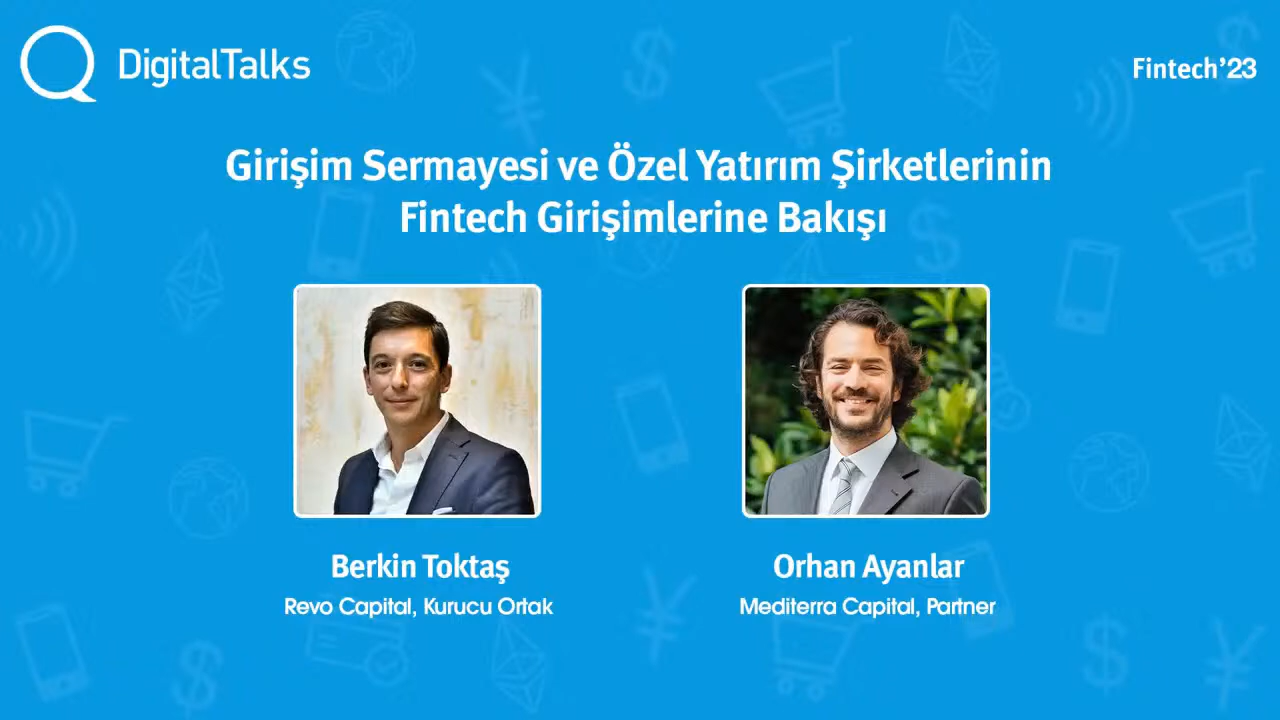 DigitalTalks
Fintech'23
Girişim Sermayesi ve Özel Yatırım Şirketlerinin
Fintech Girişimlerine Bakışı
Berkin Toktaş
Revo Capital, Kurucu Ortak
Orhan Ayanlar
Mediterra Capital, Partner